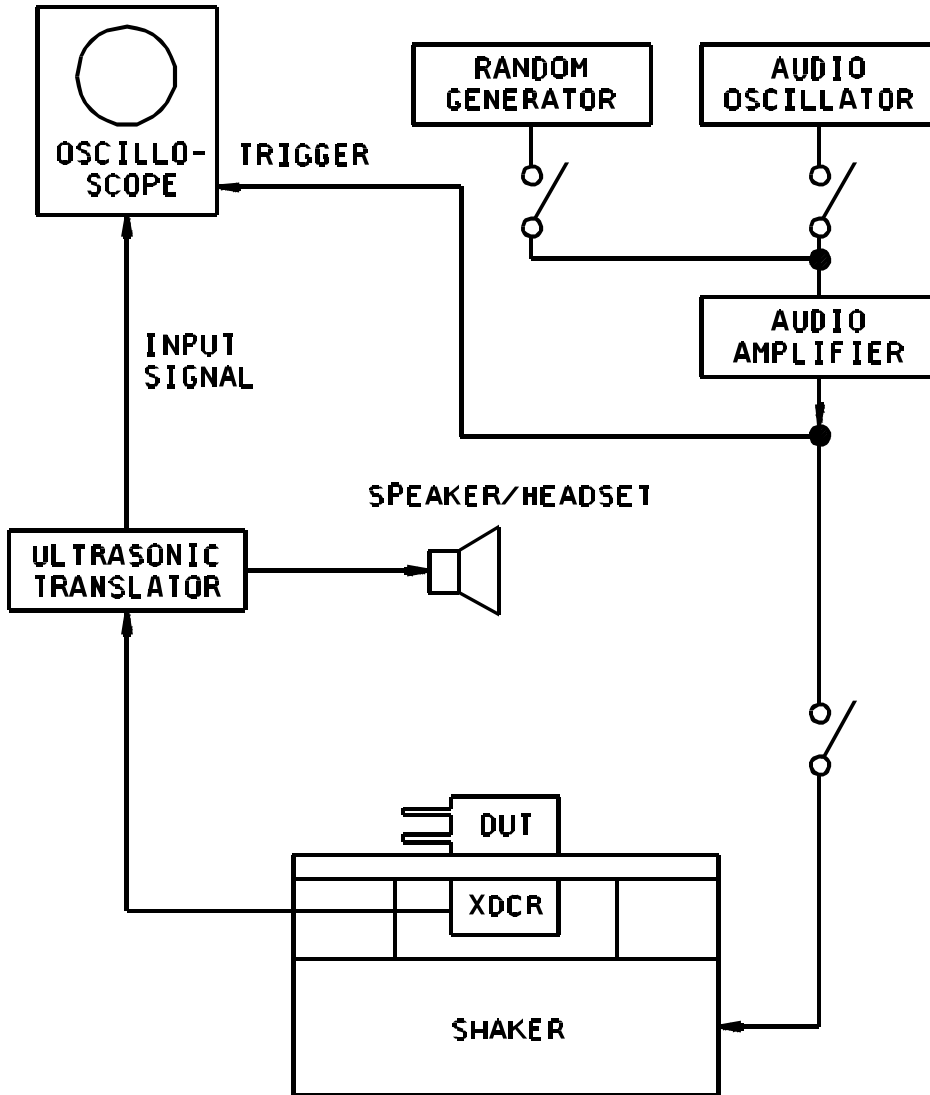 RANDOM
GENERATOR
AUDIO
OSCILLATOR
OSCILLO-
SCOPE
TRIGGER
AUDIO
AMPLIFIER
INPUT
SIGNAL
SPEAKER/HEADSET
ULTRASONIC
TRANSLATOR
DUT
XDCR
SHAKER